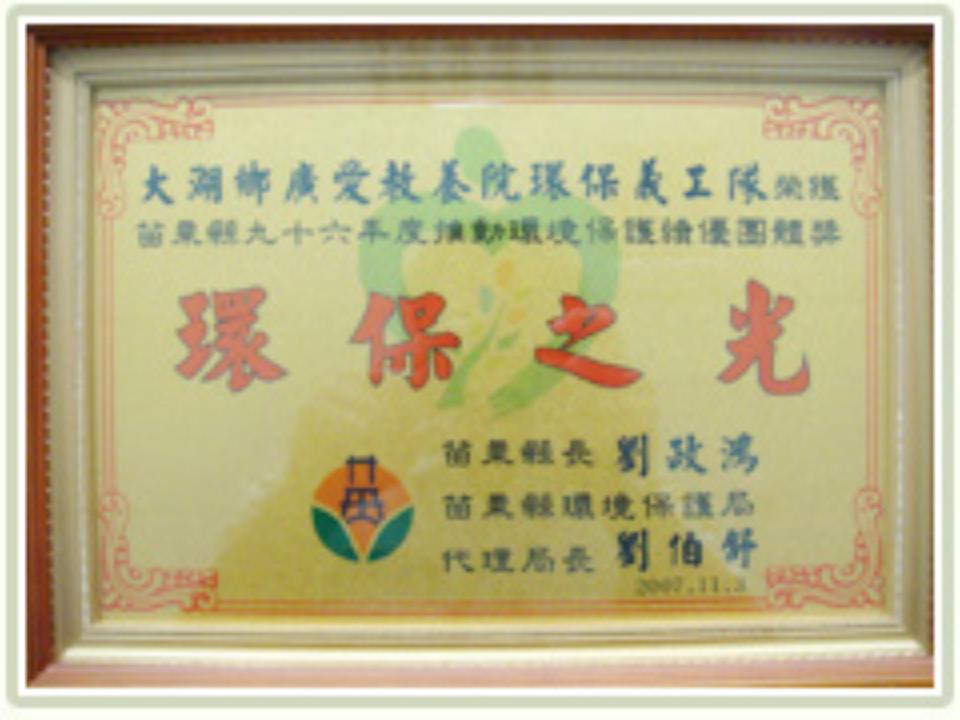 大湖鄉廣愛教養院環保義工隊榮獲
苗栗縣九十六年度推動環境保護績優團體獎
環保之光
苗栗縣長 劉政鴻
苗栗縣環境保護局
代理局長 劉伯舒
2007.11.3